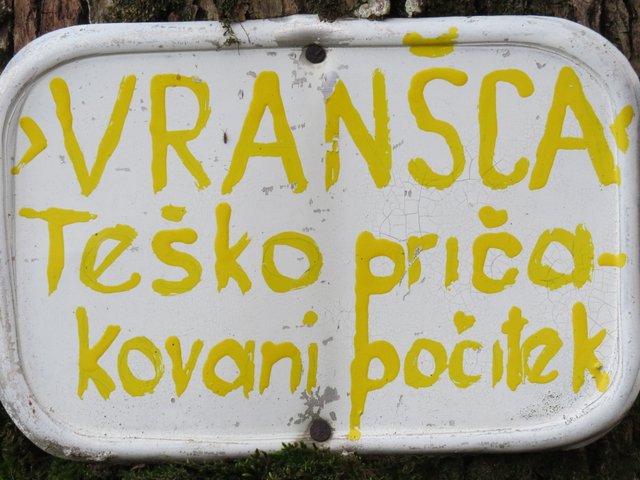 ›VRANŠCA‹
Teško priča-
kovani počitek